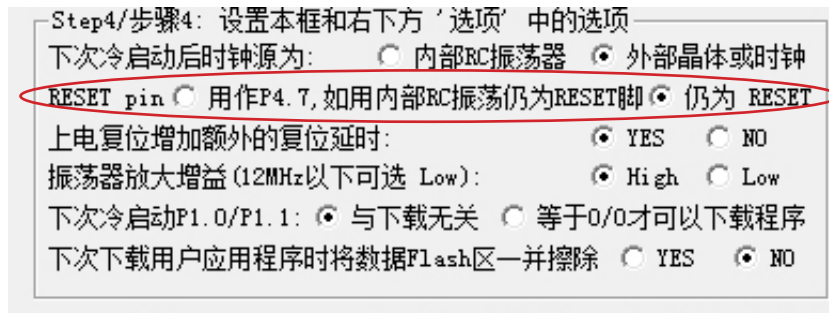 Step4/步骤4: 设置本框和右下方 '选项' 中的选项
下次冷启动后时钟源为: 内部RC振荡器 外部晶体或时钟
RESET pin 用作P4.7,如用内部RC振荡仍为RESET脚 仍为 RESET
上电复位增加额外的复位延时: YES NO
振荡器放大增益(12MHz以下可选 Low): High Low
下次冷启动P1.0/P1.1: 与下载无关 等于0/0才可以下载程序
下次下载用户应用程序时将数据Flash区一并擦除 YES NO